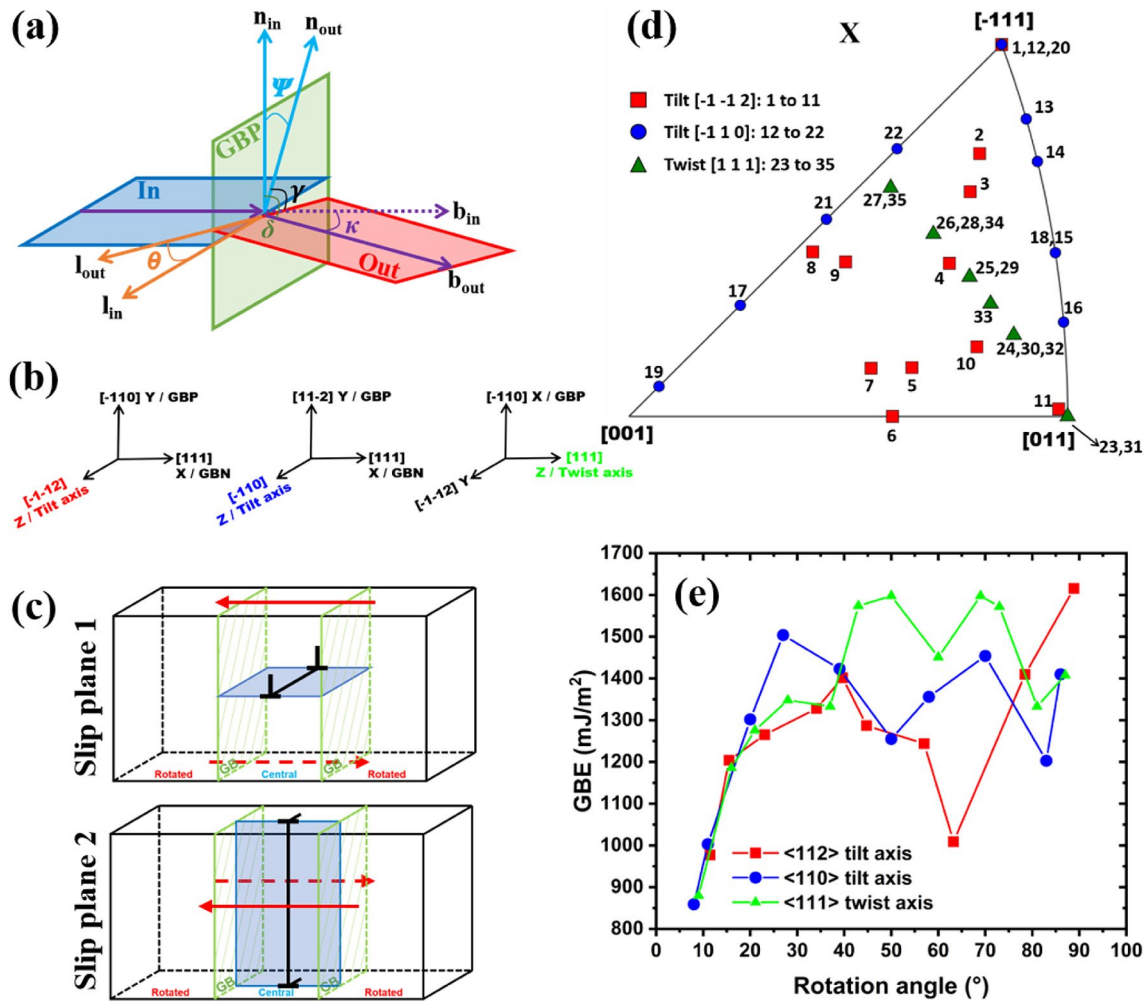 (a)
n_in
n_out
Ψ
GBP
In
γ
δ
κ
b_in
l_out
θ
l_in
Out
b_out
(b)
[-110] Y / GBP
[111]
X / GBN
[-1-12]
Z / Tilt axis
[11-2] Y / GBP
[111]
X / GBN
[-110]
Z / Tilt axis
[-110] X / GBP
[111]
Z / Twist axis
[-1-12] Y
(c)
Slip plane 1
GB
GB
Rotated
Central
Rotated
Slip plane 2
GB
GB
Rotated
Central
Rotated
(d)
X
[-111]
1,12,20
Tilt [-1 -1 2]: 1 to 11
Tilt [-1 1 0]: 12 to 22
Twist [1 1 1]: 23 to 35
13
22
2
14
3
27,35
21
26,28,34
18,15
8
9
4
25,29
17
33
16
24,30,32
10
19
7
5
11
[001]
6
[011]
23,31
(e)
GBE (mJ/m²)
1700
1600
1500
1400
1300
1200
1100
1000
900
800
<112> tilt axis
<110> tilt axis
<111> twist axis
0 10 20 30 40 50 60 70 80 90 100
Rotation angle (°)